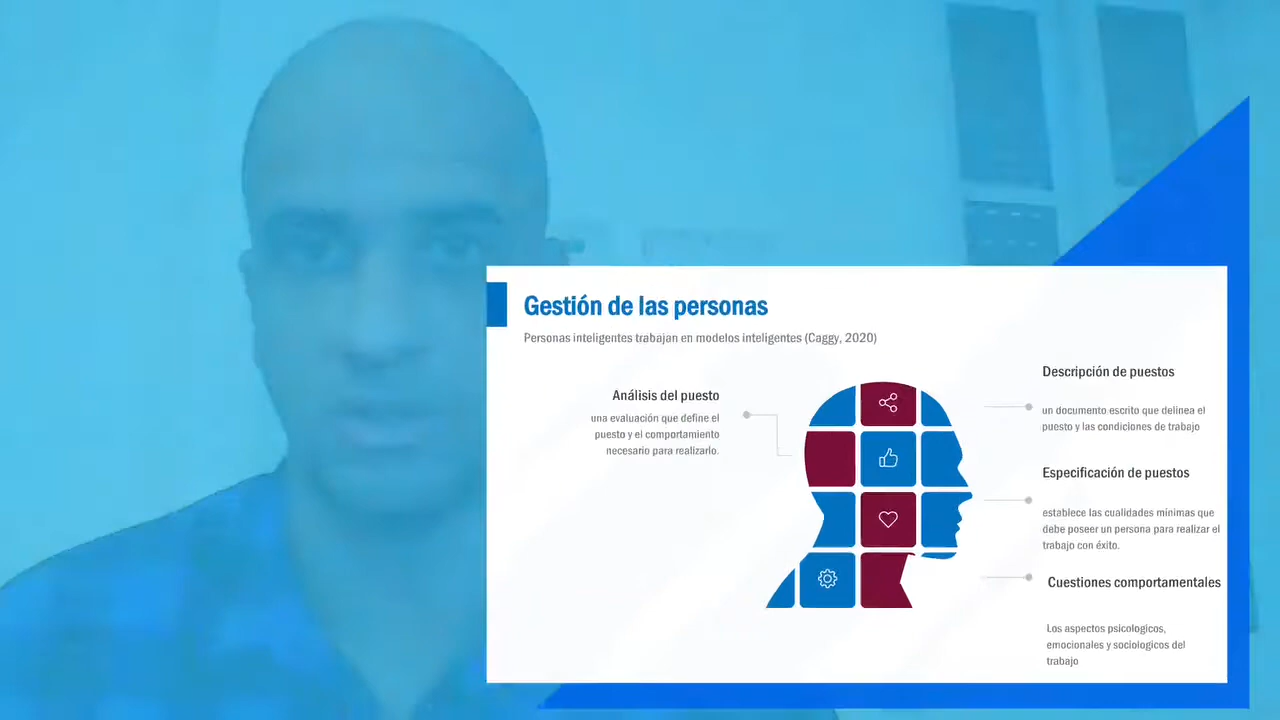 Gestión de las personas
Personas inteligentes trabajan en modelos inteligentes (Caggy, 2020)
Análisis del puesto
una evaluación que define el
puesto y el comportamiento
necesario para realizarlo.
Descripción de puestos
un documento escrito que delinea el
puesto y las condiciones de trabajo
Especificación de puestos
establece las cualidades mínimas que
debe poseer un persona para realizar el
trabajo con éxito.
Cuestiones comportamentales
Los aspectos psicologicos,
emocionales y sociologicos del
trabajo